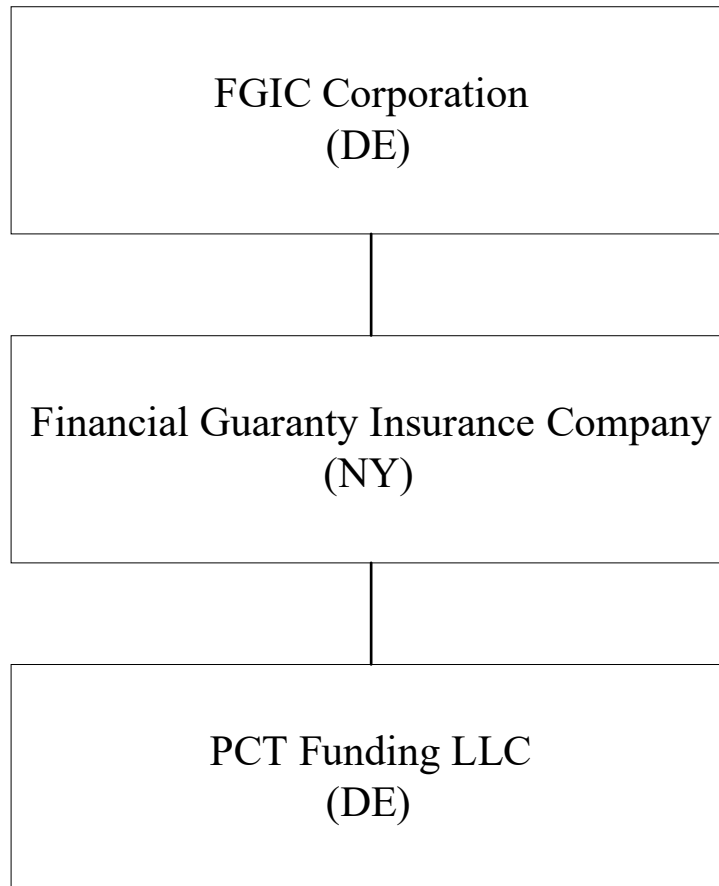 FGIC Corporation
(DE)
Financial Guaranty Insurance Company
(NY)
PCT Funding LLC
(DE)